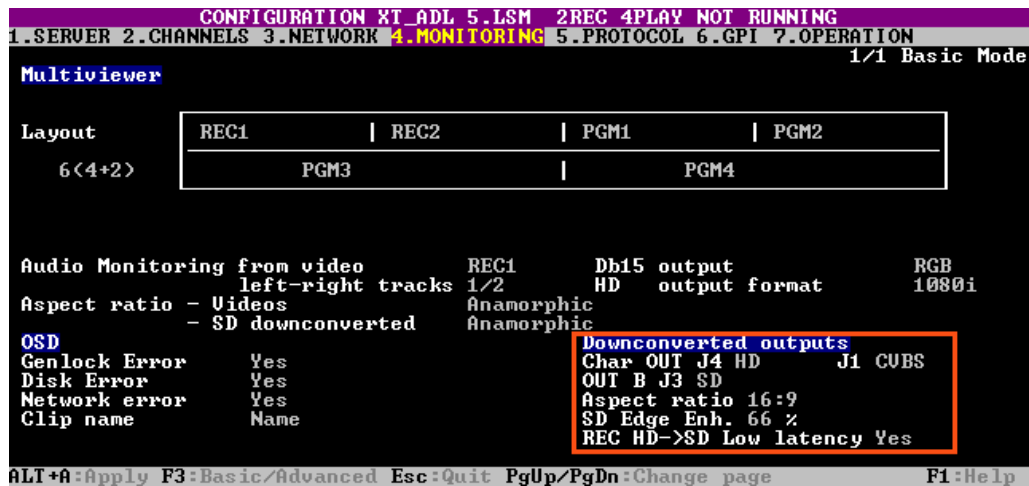 CONFIGURATION XT_ADL 5.LSM 2REC 4PLAY NOT RUNNING
1.SERVER 2.CHANNELS 3.NETWORK 4.MONITORING 5.PROTOCOL 6.GPI 7.OPERATION
1/1 Basic Mode
Multiviewer
Layout REC1 | REC2 | PGM1 | PGM2
6(4+2) PGM3 | PGM4
Audio Monitoring from video REC1 Db15 output RGB
left-right tracks 1/2 HD output format 1080i
Aspect ratio - Videos Anamorphic
- SD downconverted Anamorphic
OSD Downconverted outputs
Genlock Error Yes Char OUT J4 HD J1 CVBS
Disk Error Yes OUT B J3 SD
Network error Yes Aspect ratio 16:9
Clip name Name SD Edge Enh. 66 %
REC HD->SD Low latency Yes
ALT+A:Apply F3:Basic/Advanced Esc:Quit PgUp/PgDn:Change page F1:Help